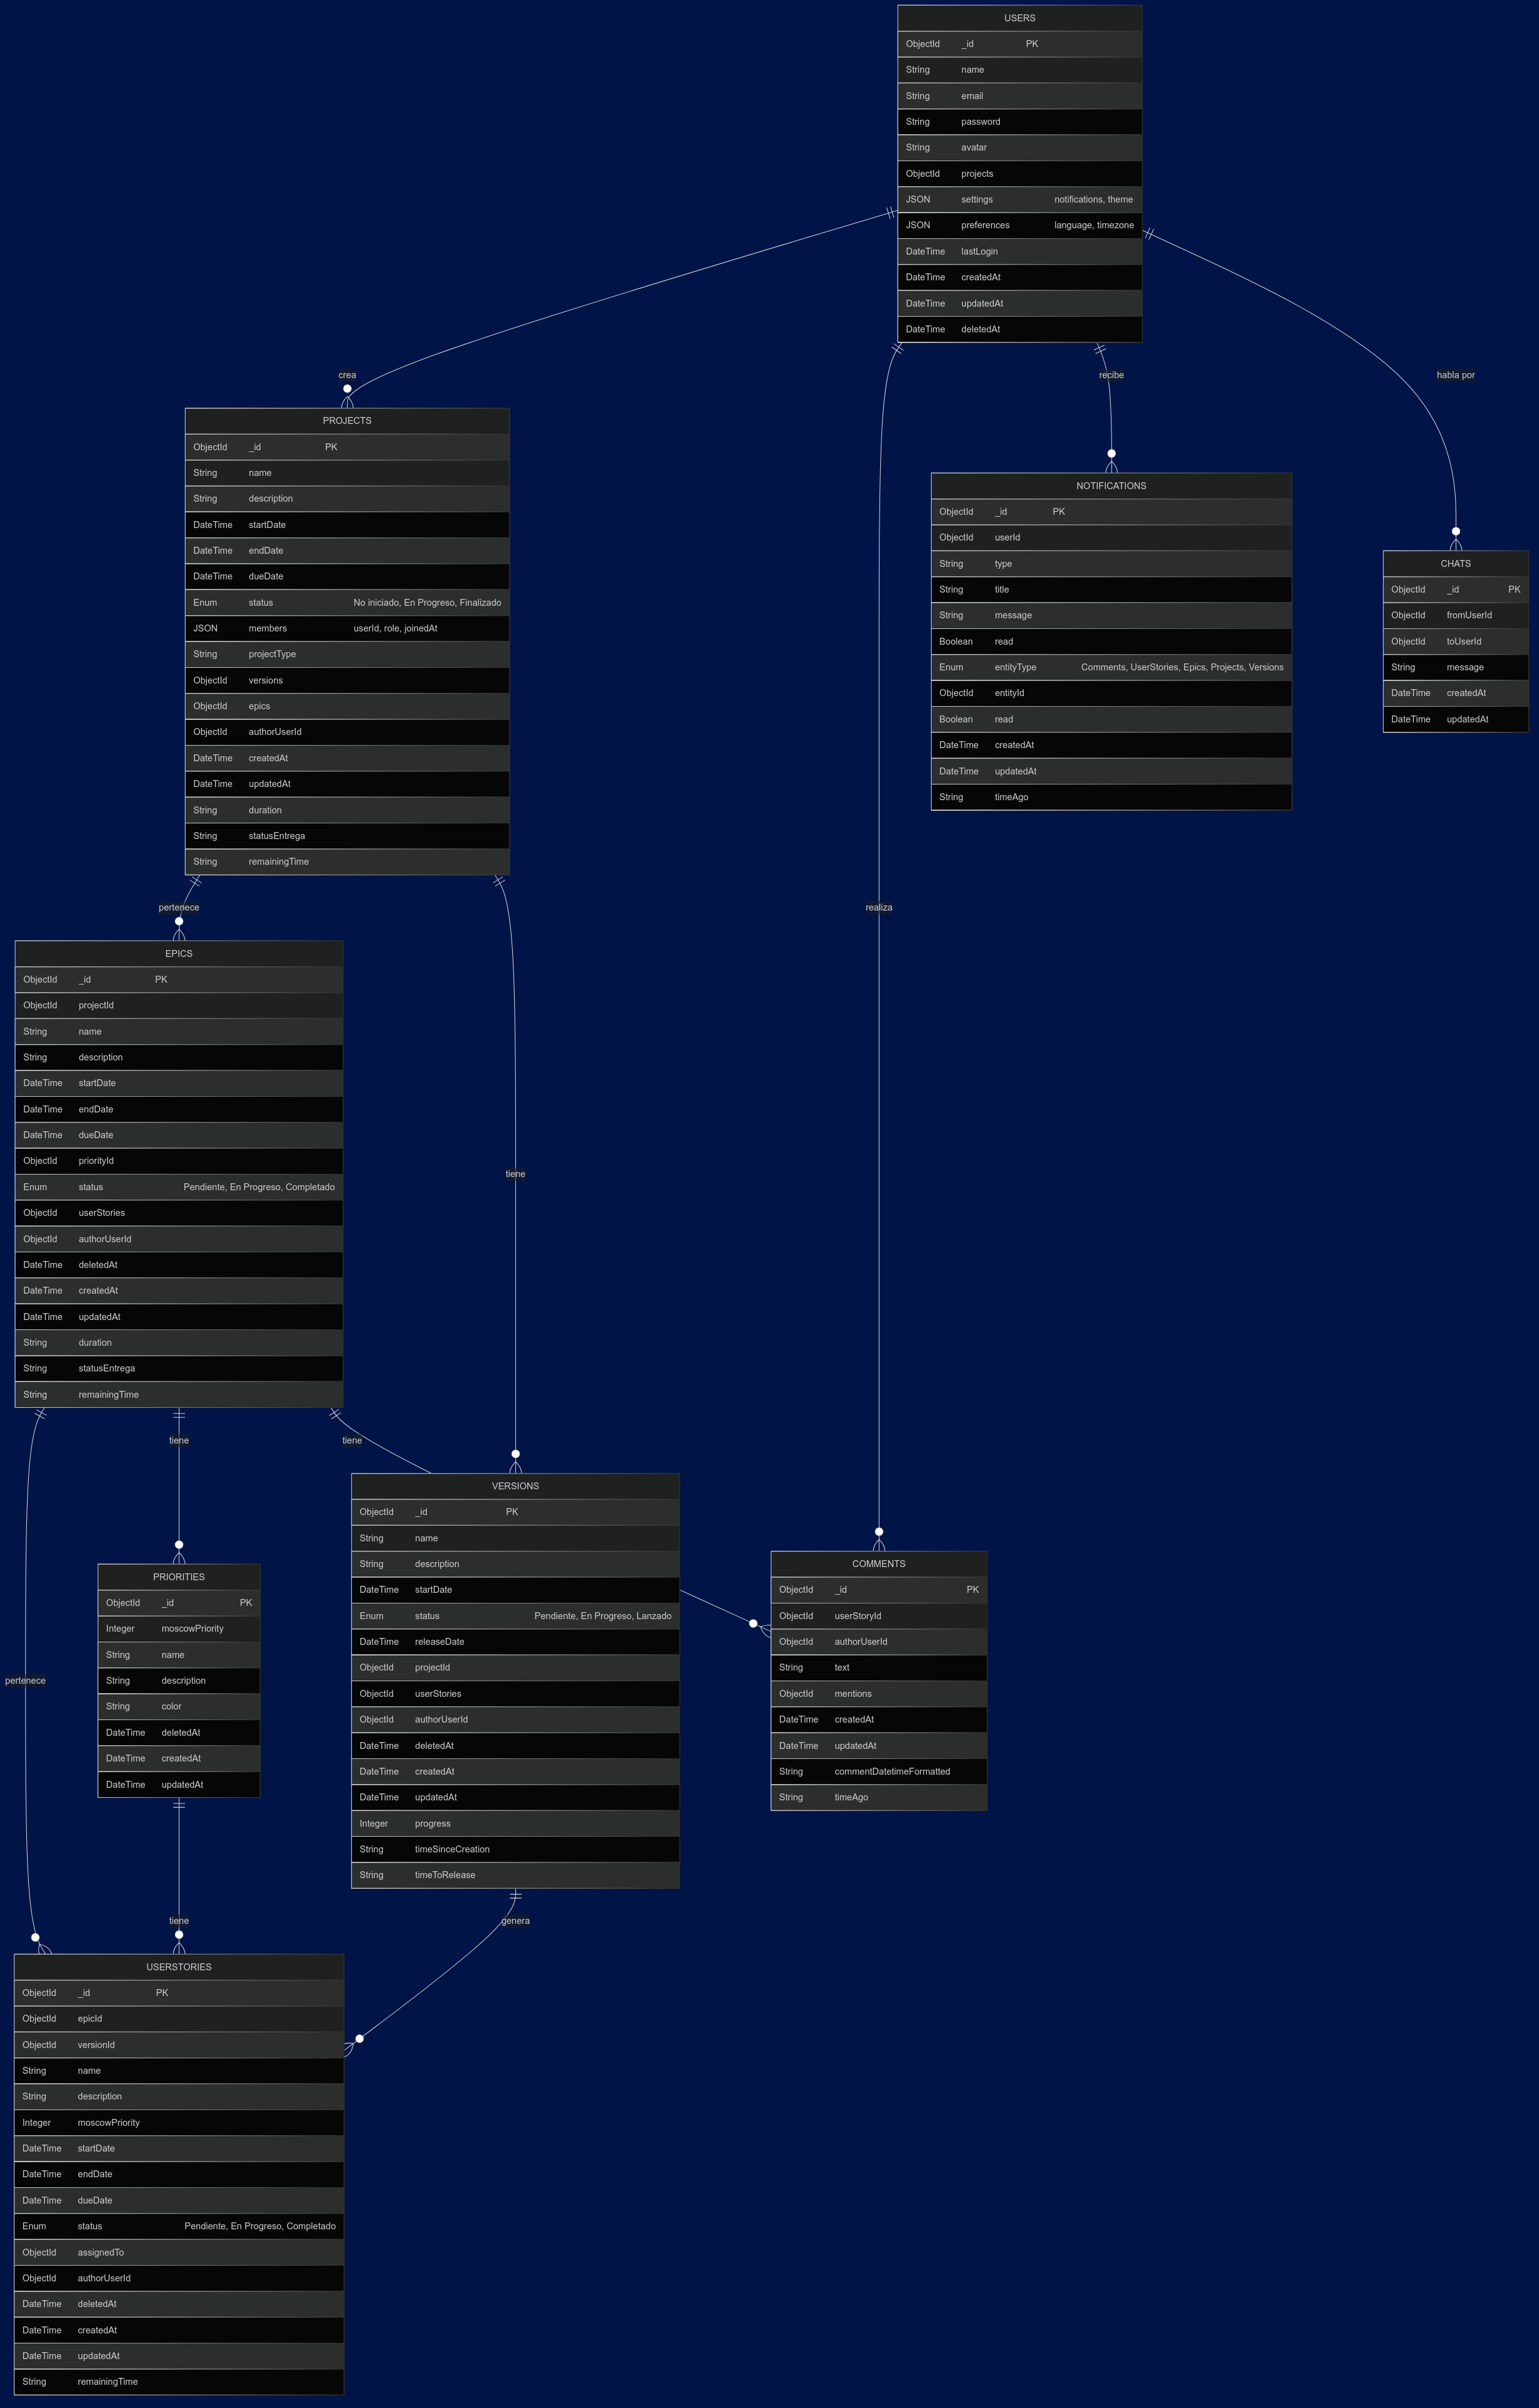 USERS
ObjectId _id PK
String name
String email
String password
String avatar
ObjectId projects
JSON settings notifications, theme
JSON preferences language, timezone
DateTime lastLogin
DateTime createdAt
DateTime updatedAt
DateTime deletedAt
crea
recibe
habla por
PROJECTS
ObjectId _id PK
String name
String description
DateTime startDate
DateTime endDate
DateTime dueDate
Enum status No iniciado, En Progreso, Finalizado
JSON members userId, role, joinedAt
String projectType
ObjectId versions
ObjectId epics
ObjectId authorUserId
DateTime createdAt
DateTime updatedAt
String duration
String statusEntrega
String remainingTime
NOTIFICATIONS
ObjectId _id PK
ObjectId userId
String type
String title
String message
Boolean read
Enum entityType Comments, UserStories, Epics, Projects, Versions
ObjectId entityId
Boolean read
DateTime createdAt
DateTime updatedAt
String timeAgo
CHATS
ObjectId _id PK
ObjectId fromUserId
ObjectId toUserId
String message
DateTime createdAt
DateTime updatedAt
pertenece
realiza
EPICS
ObjectId _id PK
ObjectId projectId
String name
String description
DateTime startDate
DateTime endDate
DateTime dueDate
ObjectId priorityId
Enum status Pendiente, En Progreso, Completado
ObjectId userStories
ObjectId authorUserId
DateTime deletedAt
DateTime createdAt
DateTime updatedAt
String duration
String statusEntrega
String remainingTime
tiene
tiene
tiene
VERSIONS
ObjectId _id PK
String name
String description
DateTime startDate
Enum status Pendiente, En Progreso, Lanzado
DateTime releaseDate
ObjectId projectId
ObjectId userStories
ObjectId authorUserId
DateTime deletedAt
DateTime createdAt
DateTime updatedAt
Integer progress
String timeSinceCreation
String timeToRelease
COMMENTS
ObjectId _id PK
ObjectId userStoryId
ObjectId authorUserId
String text
ObjectId mentions
DateTime createdAt
DateTime updatedAt
String commentDatetimeFormatted
String timeAgo
PRIORITIES
ObjectId _id PK
Integer moscowPriority
String name
String description
String color
DateTime deletedAt
DateTime createdAt
DateTime updatedAt
pertenece
tiene
genera
USERSTORIES
ObjectId _id PK
ObjectId epicId
ObjectId versionId
String name
String description
Integer moscowPriority
DateTime startDate
DateTime endDate
DateTime dueDate
Enum status Pendiente, En Progreso, Completado
ObjectId assignedTo
ObjectId authorUserId
DateTime deletedAt
DateTime createdAt
DateTime updatedAt
String remainingTime